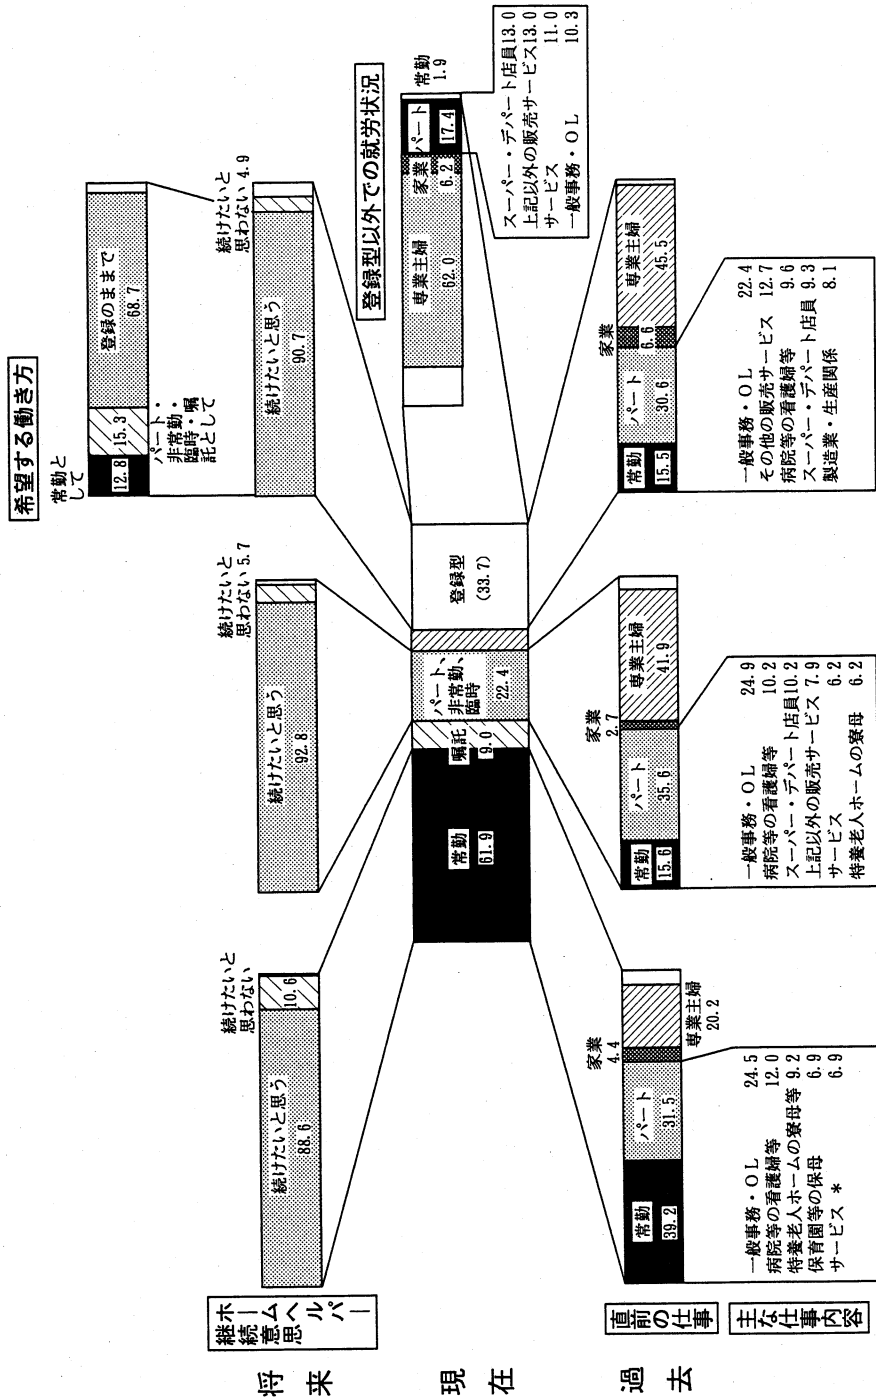 将来
ホームヘルパー
継続意思
続けたいと思う
88.6
続けたいと
思わない
10.6
続けたいと思う
92.8
続けたいと
思わない 5.7
続けたいと思う
90.7
続けたいと
思わない 4.9
希望する働き方
常勤と
して
12.8
15.3
パート・
非常勤・
臨時・嘱
託として
登録のままで
68.7
現在
常勤
61.9
嘱託
9.0
パート、
非常勤、
臨時
22.4
登録型
(33.7)
登録型以外での就労状況
専業主婦
62.0
家業
6.2
パート
17.4
常勤
1.9
スーパー・デパート店員13.0
上記以外の販売サービス13.0
サービス 11.0
一般事務・OL 10.3
過去
直前の仕事
主な仕事内容
常勤
39.2
パート
31.5
家業
4.4
専業主婦
20.2
一般事務・OL 24.5
病院等の看護婦等 12.0
特養老人ホームの寮母等 9.2
保育園等の保母 6.9
サービス * 6.9
常勤
15.6
パート
35.6
家業
2.7
専業主婦
41.9
一般事務・OL 24.9
病院等の看護婦等 10.2
スーパー・デパート店員10.2
上記以外の販売サービス 7.9
サービス 6.2
特養老人ホームの寮母 6.2
常勤
15.5
パート
30.6
家業
6.6
専業主婦
45.5
一般事務・OL 22.4
その他の販売サービス 12.7
病院等の看護婦等 9.6
スーパー・デパート店員 9.3
製造業・生産関係 8.1